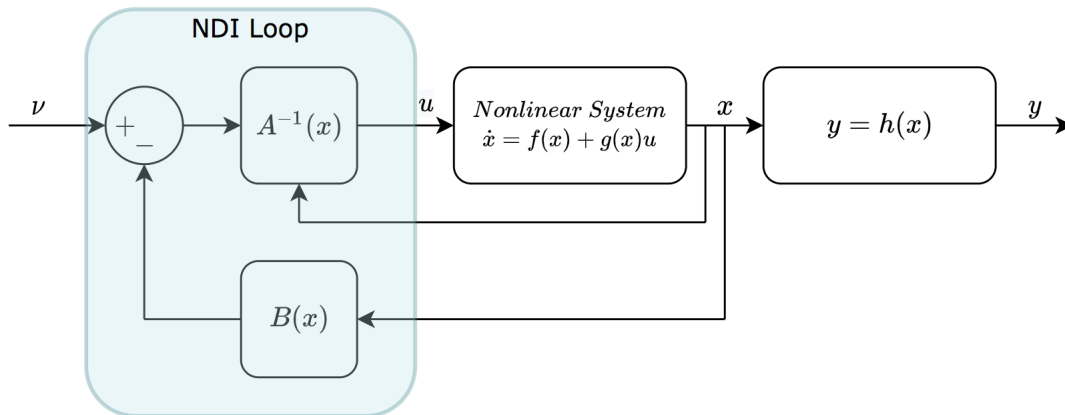 NDI Loop
ν
+
−
A⁻¹(x)
u
Nonlinear System
ẋ = f(x) + g(x)u
x
y = h(x)
y
B(x)